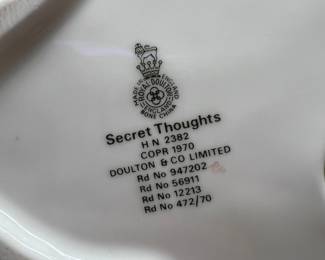 MADE IN ENGLAND
ROYAL DOULTON
ENGLAND
BONE CHINA
Secret Thoughts
H N 2382
COPR 1970
DOULTON & CO LIMITED
Rd No 947202
Rd No 56911
Rd No 12213
Rd No 472/70